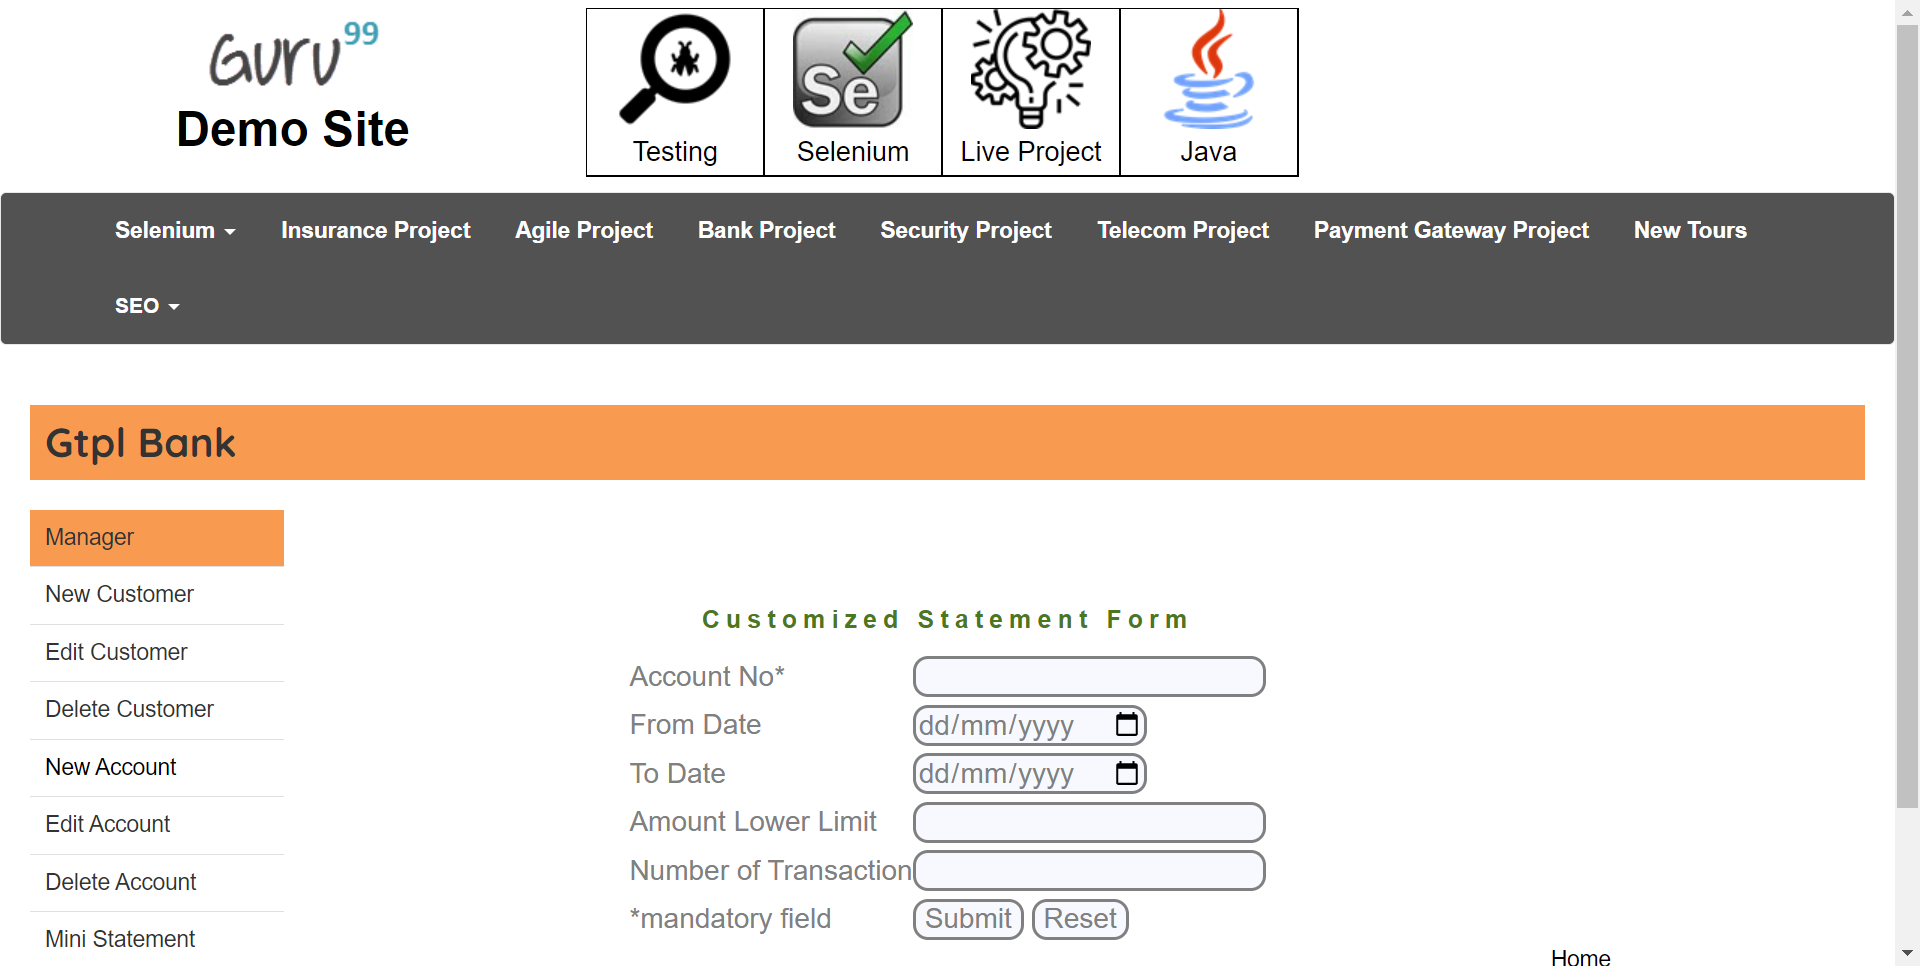 Guru99
Demo Site
Testing
Se
Selenium
Live Project
Java
Selenium
Insurance Project
Agile Project
Bank Project
Security Project
Telecom Project
Payment Gateway Project
New Tours
SEO
Gtpl Bank
Manager
New Customer
Edit Customer
Delete Customer
New Account
Edit Account
Delete Account
Mini Statement
Customized Statement Form
Account No*
From Date dd/mm/yyyy
To Date dd/mm/yyyy
Amount Lower Limit
Number of Transaction
*mandatory field Submit Reset
Home